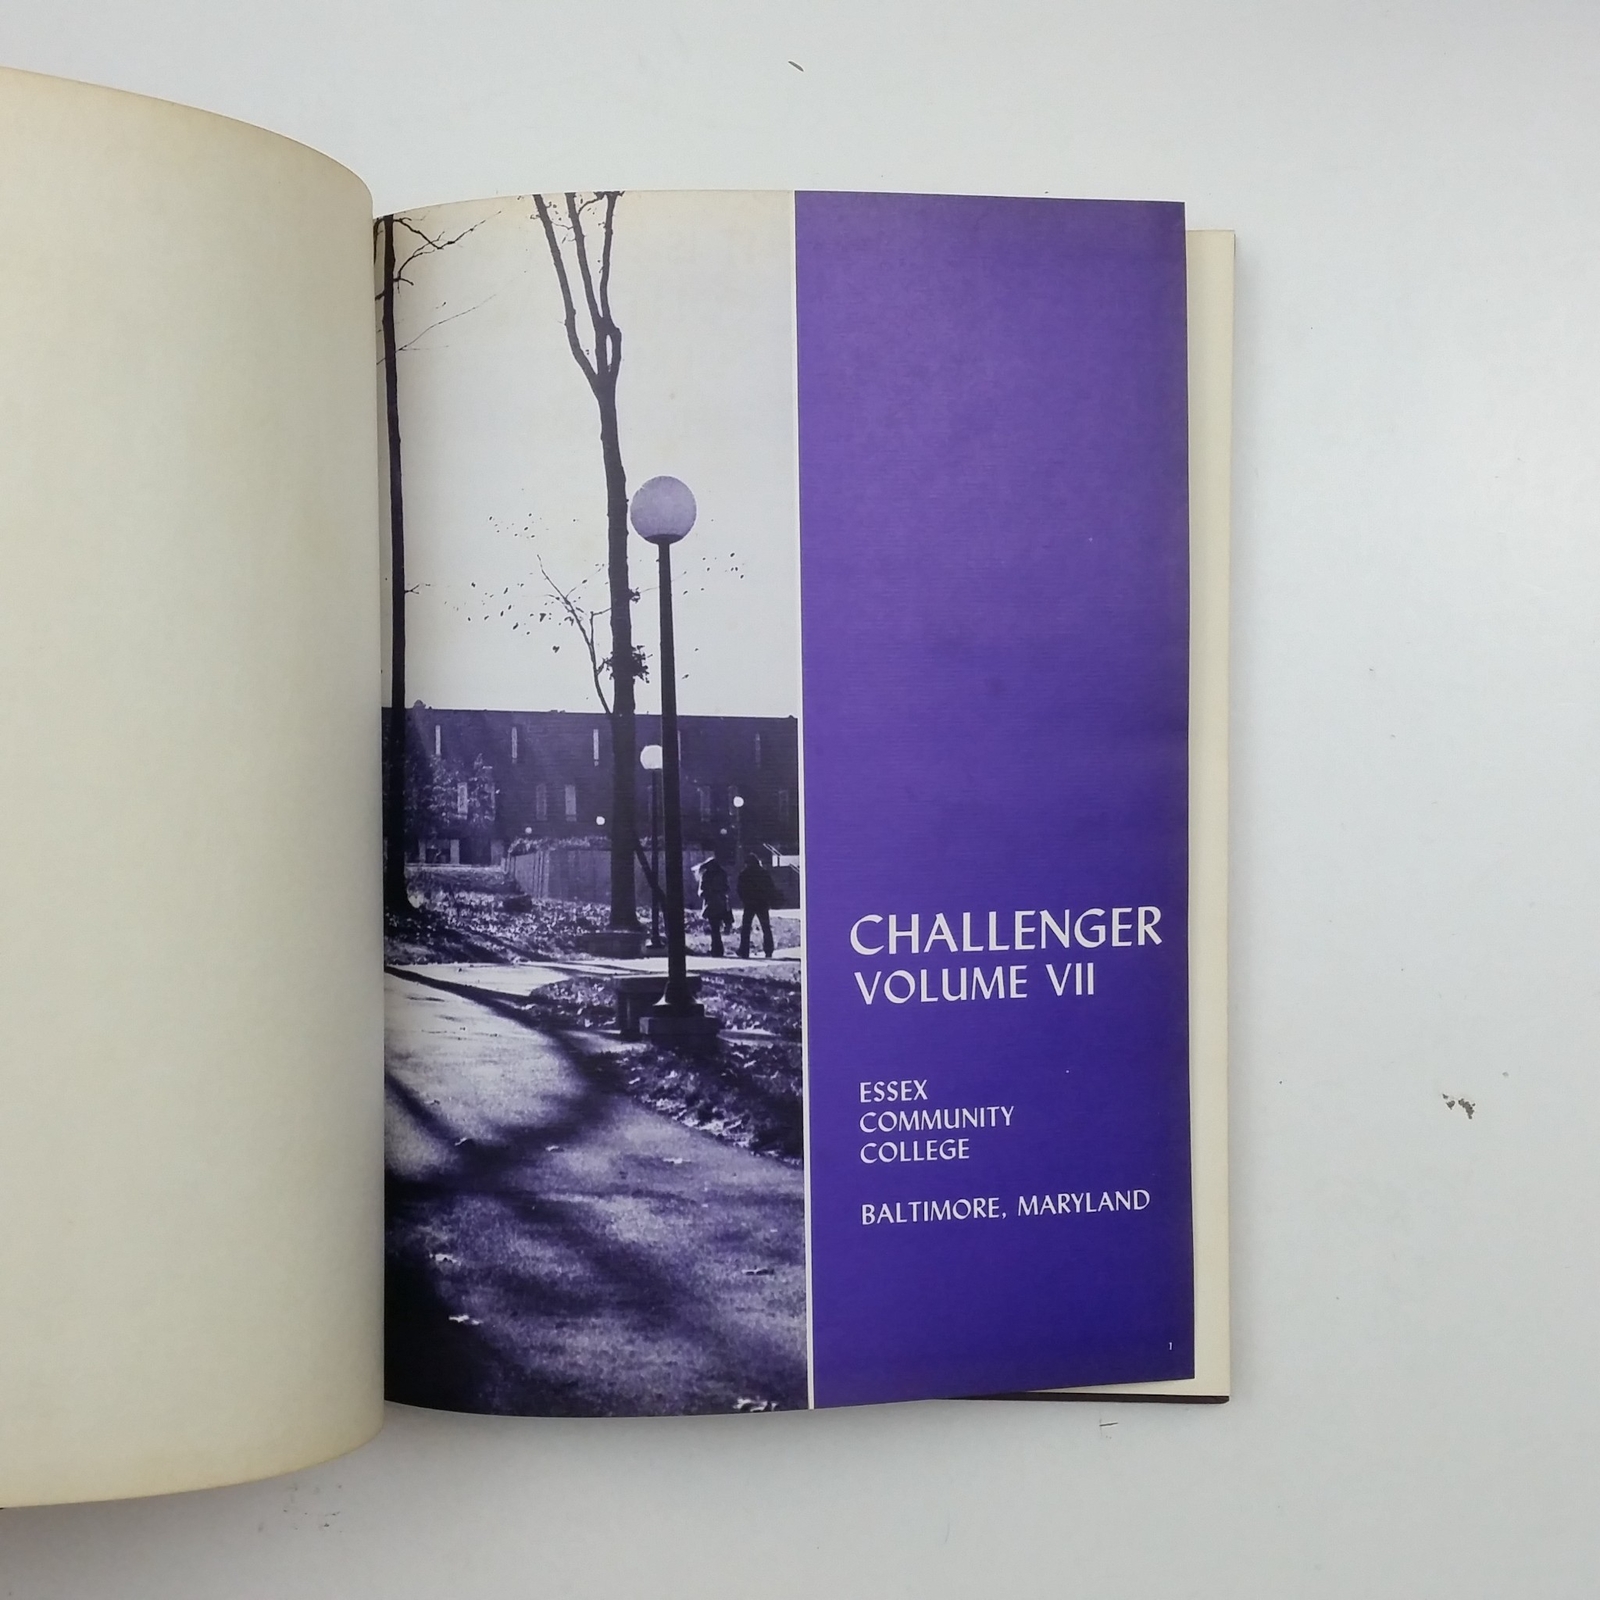 CHALLENGER
VOLUME VII
ESSEX
COMMUNITY
COLLEGE
BALTIMORE, MARYLAND
1